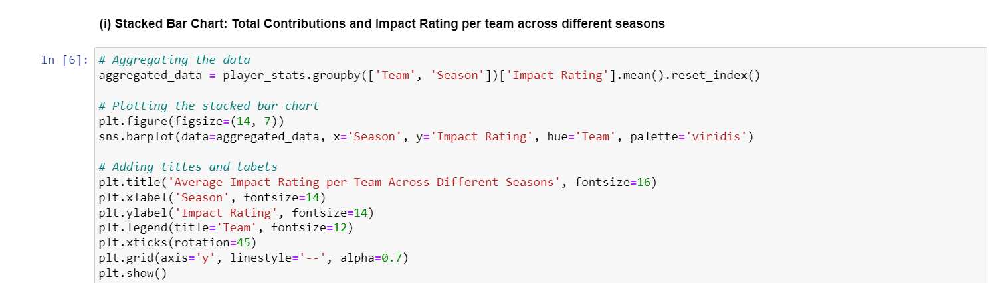 (i) Stacked Bar Chart: Total Contributions and Impact Rating per team across different seasons
In [6]: # Aggregating the data
aggregated_data = player_stats.groupby(['Team', 'Season'])['Impact Rating'].mean().reset_index()
# Plotting the stacked bar chart
plt.figure(figsize=(14, 7))
sns.barplot(data=aggregated_data, x='Season', y='Impact Rating', hue='Team', palette='viridis')
# Adding titles and labels
plt.title('Average Impact Rating per Team Across Different Seasons', fontsize=16)
plt.xlabel('Season', fontsize=14)
plt.ylabel('Impact Rating', fontsize=14)
plt.legend(title='Team', fontsize=12)
plt.xticks(rotation=45)
plt.grid(axis='y', linestyle='--', alpha=0.7)
plt.show()